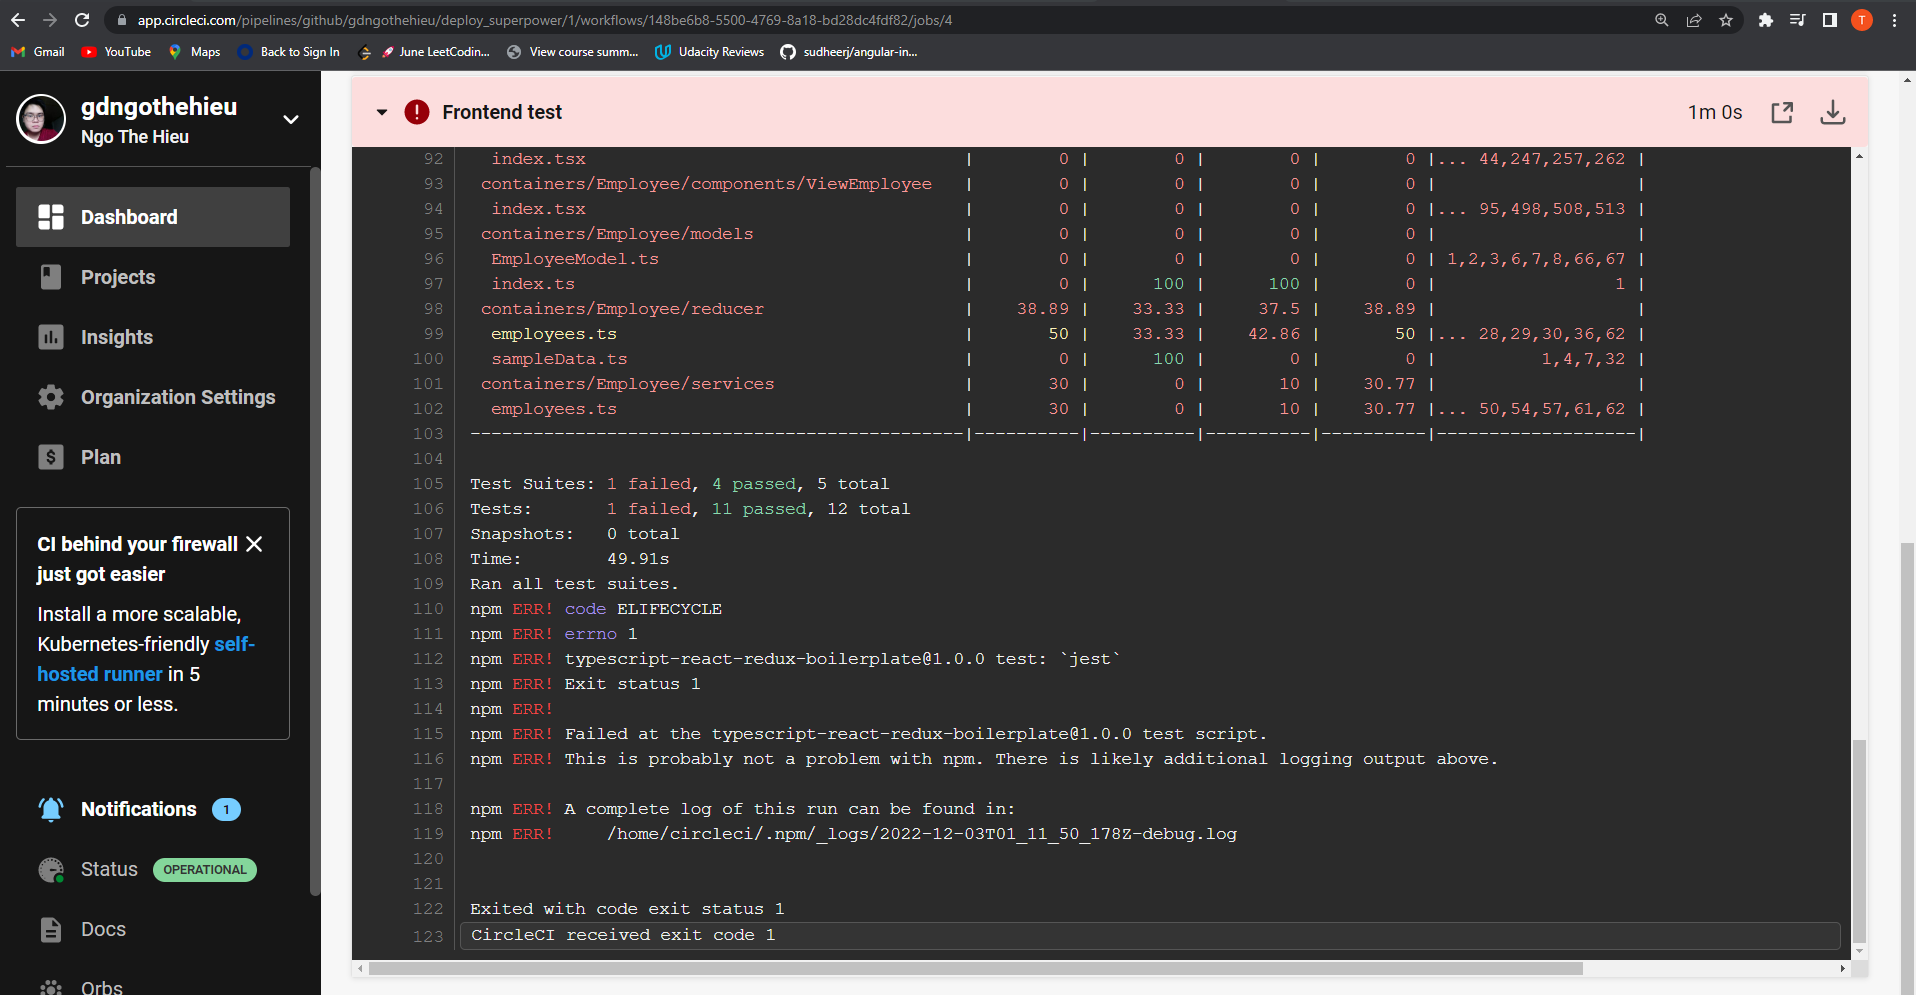 app.circleci.com/pipelines/github/gdngothehieu/deploy_superpower/1/workflows/148be6b8-5500-4769-8a18-bd28dc4fdf82/jobs/4
T
Gmail YouTube Maps Back to Sign In June LeetCodin... View course summ... Udacity Reviews sudheerj/angular-in...
gdngothehieu
Ngo The Hieu
Dashboard
Projects
Insights
Organization Settings
Plan
CI behind your firewall
just got easier
Install a more scalable,
Kubernetes-friendly self-
hosted runner in 5
minutes or less.
Notifications 1
Status OPERATIONAL
Docs
Orbs
Frontend test 1m 0s
92 index.tsx | 0 | 0 | 0 | 0 |... 44,247,257,262 |
93 containers/Employee/components/ViewEmployee | 0 | 0 | 0 | 0 | |
94 index.tsx | 0 | 0 | 0 | 0 |... 95,498,508,513 |
95 containers/Employee/models | 0 | 0 | 0 | 0 | |
96 EmployeeModel.ts | 0 | 0 | 0 | 0 | 1,2,3,6,7,8,66,67 |
97 index.ts | 0 | 100 | 100 | 0 | 1 |
98 containers/Employee/reducer | 38.89 | 33.33 | 37.5 | 38.89 | |
99 employees.ts | 50 | 33.33 | 42.86 | 50 |... 28,29,30,36,62 |
100 sampleData.ts | 0 | 100 | 0 | 0 | 1,4,7,32 |
101 containers/Employee/services | 30 | 0 | 10 | 30.77 | |
102 employees.ts | 30 | 0 | 10 | 30.77 |... 50,54,57,61,62 |
103 -----------------------------------------------|----------|----------|----------|----------|-------------------|
104
105 Test Suites: 1 failed, 4 passed, 5 total
106 Tests: 1 failed, 11 passed, 12 total
107 Snapshots: 0 total
108 Time: 49.91s
109 Ran all test suites.
110 npm ERR! code ELIFECYCLE
111 npm ERR! errno 1
112 npm ERR! typescript-react-redux-boilerplate@1.0.0 test: `jest`
113 npm ERR! Exit status 1
114 npm ERR!
115 npm ERR! Failed at the typescript-react-redux-boilerplate@1.0.0 test script.
116 npm ERR! This is probably not a problem with npm. There is likely additional logging output above.
117
118 npm ERR! A complete log of this run can be found in:
119 npm ERR! /home/circleci/.npm/_logs/2022-12-03T01_11_50_178Z-debug.log
120
121
122 Exited with code exit status 1
123 CircleCI received exit code 1